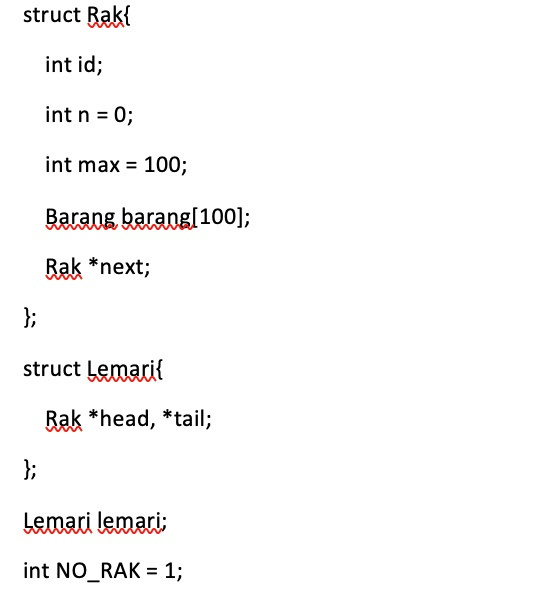 struct Rak{
int id;
int n = 0;
int max = 100;
Barang barang[100];
Rak *next;
};
struct Lemari{
Rak *head, *tail;
};
Lemari lemari;
int NO_RAK = 1;